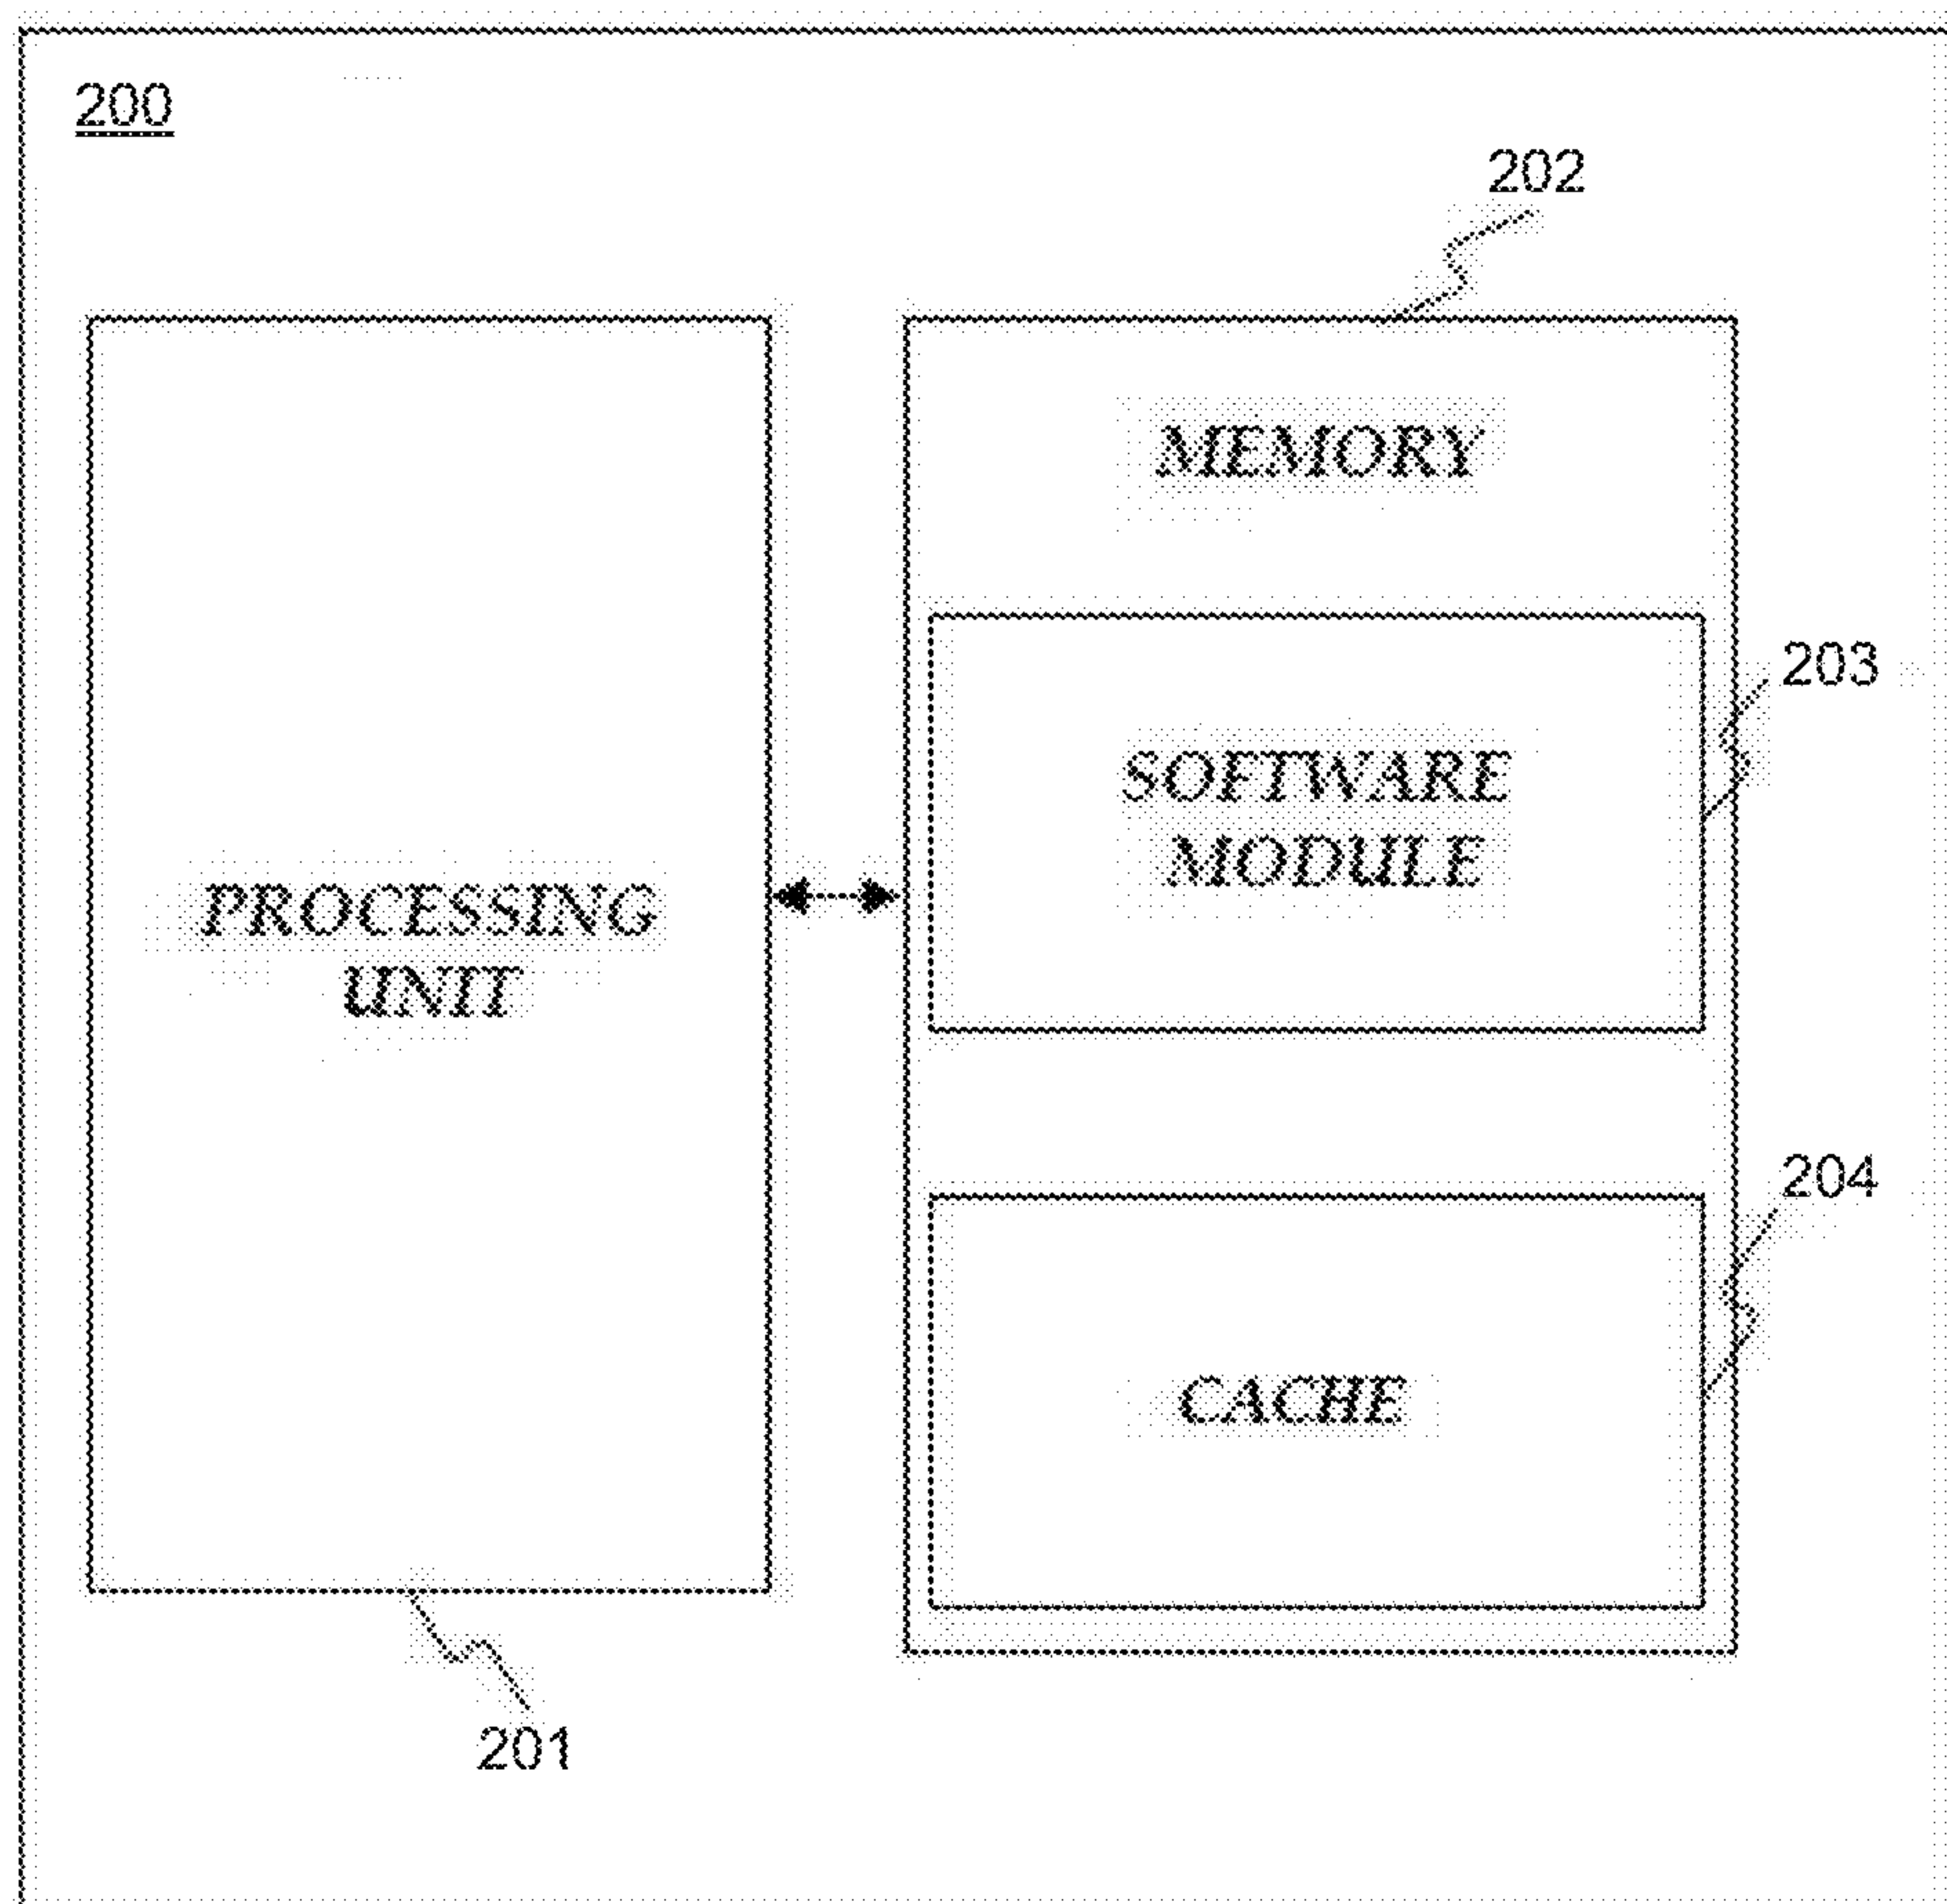 200
202
MEMORY
203
SOFTWARE
MODULE
PROCESSING
UNIT
204
CACHE
201